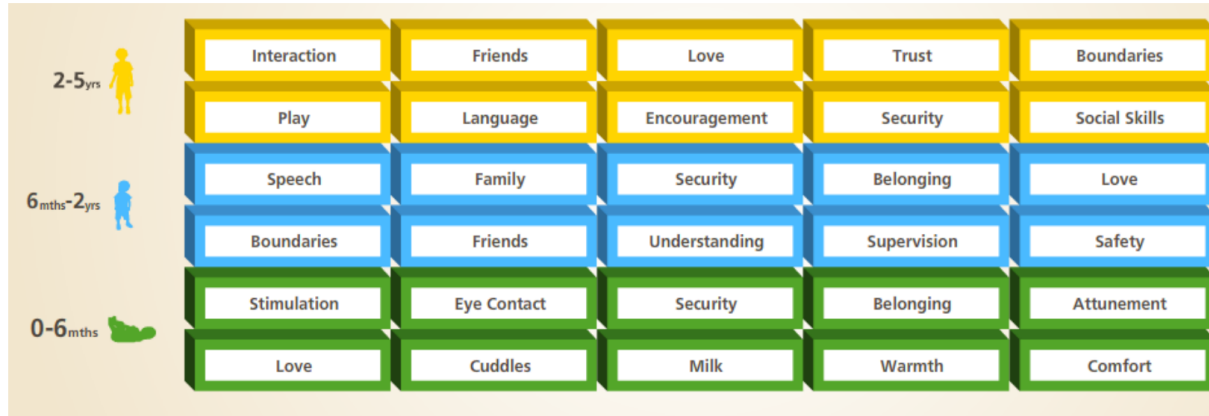 2-5yrs
Interaction Friends Love Trust Boundaries
Play Language Encouragement Security Social Skills
6mths-2yrs
Speech Family Security Belonging Love
Boundaries Friends Understanding Supervision Safety
0-6mths
Stimulation Eye Contact Security Belonging Attunement
Love Cuddles Milk Warmth Comfort